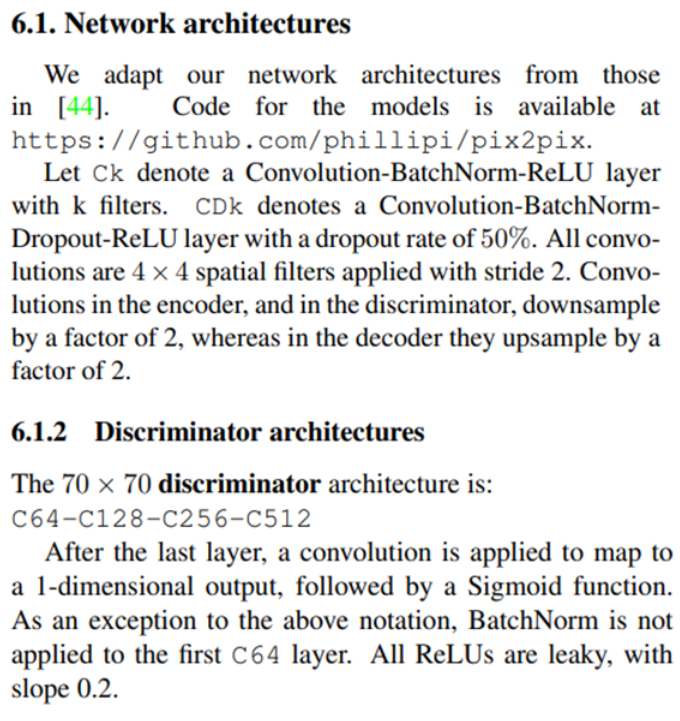 6.1. Network architectures
We adapt our network architectures from those
in [44]. Code for the models is available at
https://github.com/phillipi/pix2pix.
Let Ck denote a Convolution-BatchNorm-ReLU layer
with k filters. CDk denotes a Convolution-BatchNorm-
Dropout-ReLU layer with a dropout rate of 50%. All convo-
lutions are 4 × 4 spatial filters applied with stride 2. Convo-
lutions in the encoder, and in the discriminator, downsample
by a factor of 2, whereas in the decoder they upsample by a
factor of 2.
6.1.2 Discriminator architectures
The 70 × 70 discriminator architecture is:
C64-C128-C256-C512
After the last layer, a convolution is applied to map to
a 1-dimensional output, followed by a Sigmoid function.
As an exception to the above notation, BatchNorm is not
applied to the first C64 layer. All ReLUs are leaky, with
slope 0.2.